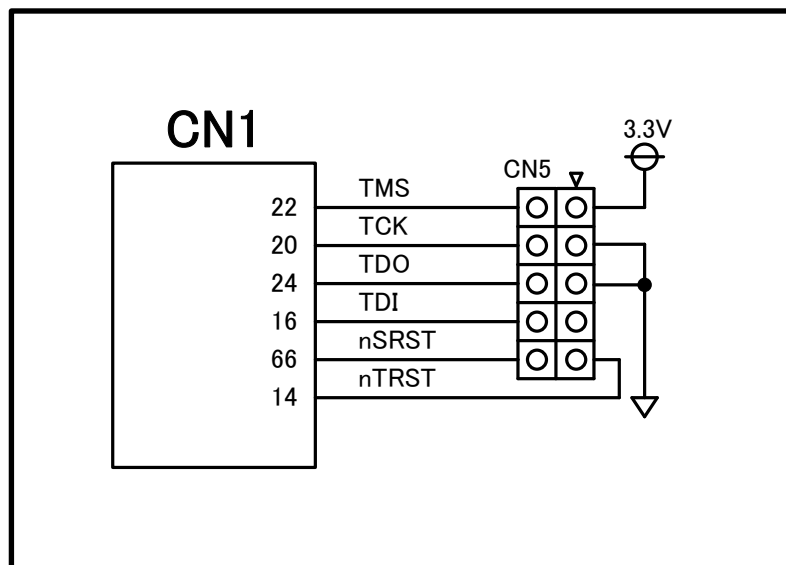 CN1
3.3V
CN5
22 TMS
20 TCK
24 TDO
16 TDI
66 nSRST
14 nTRST